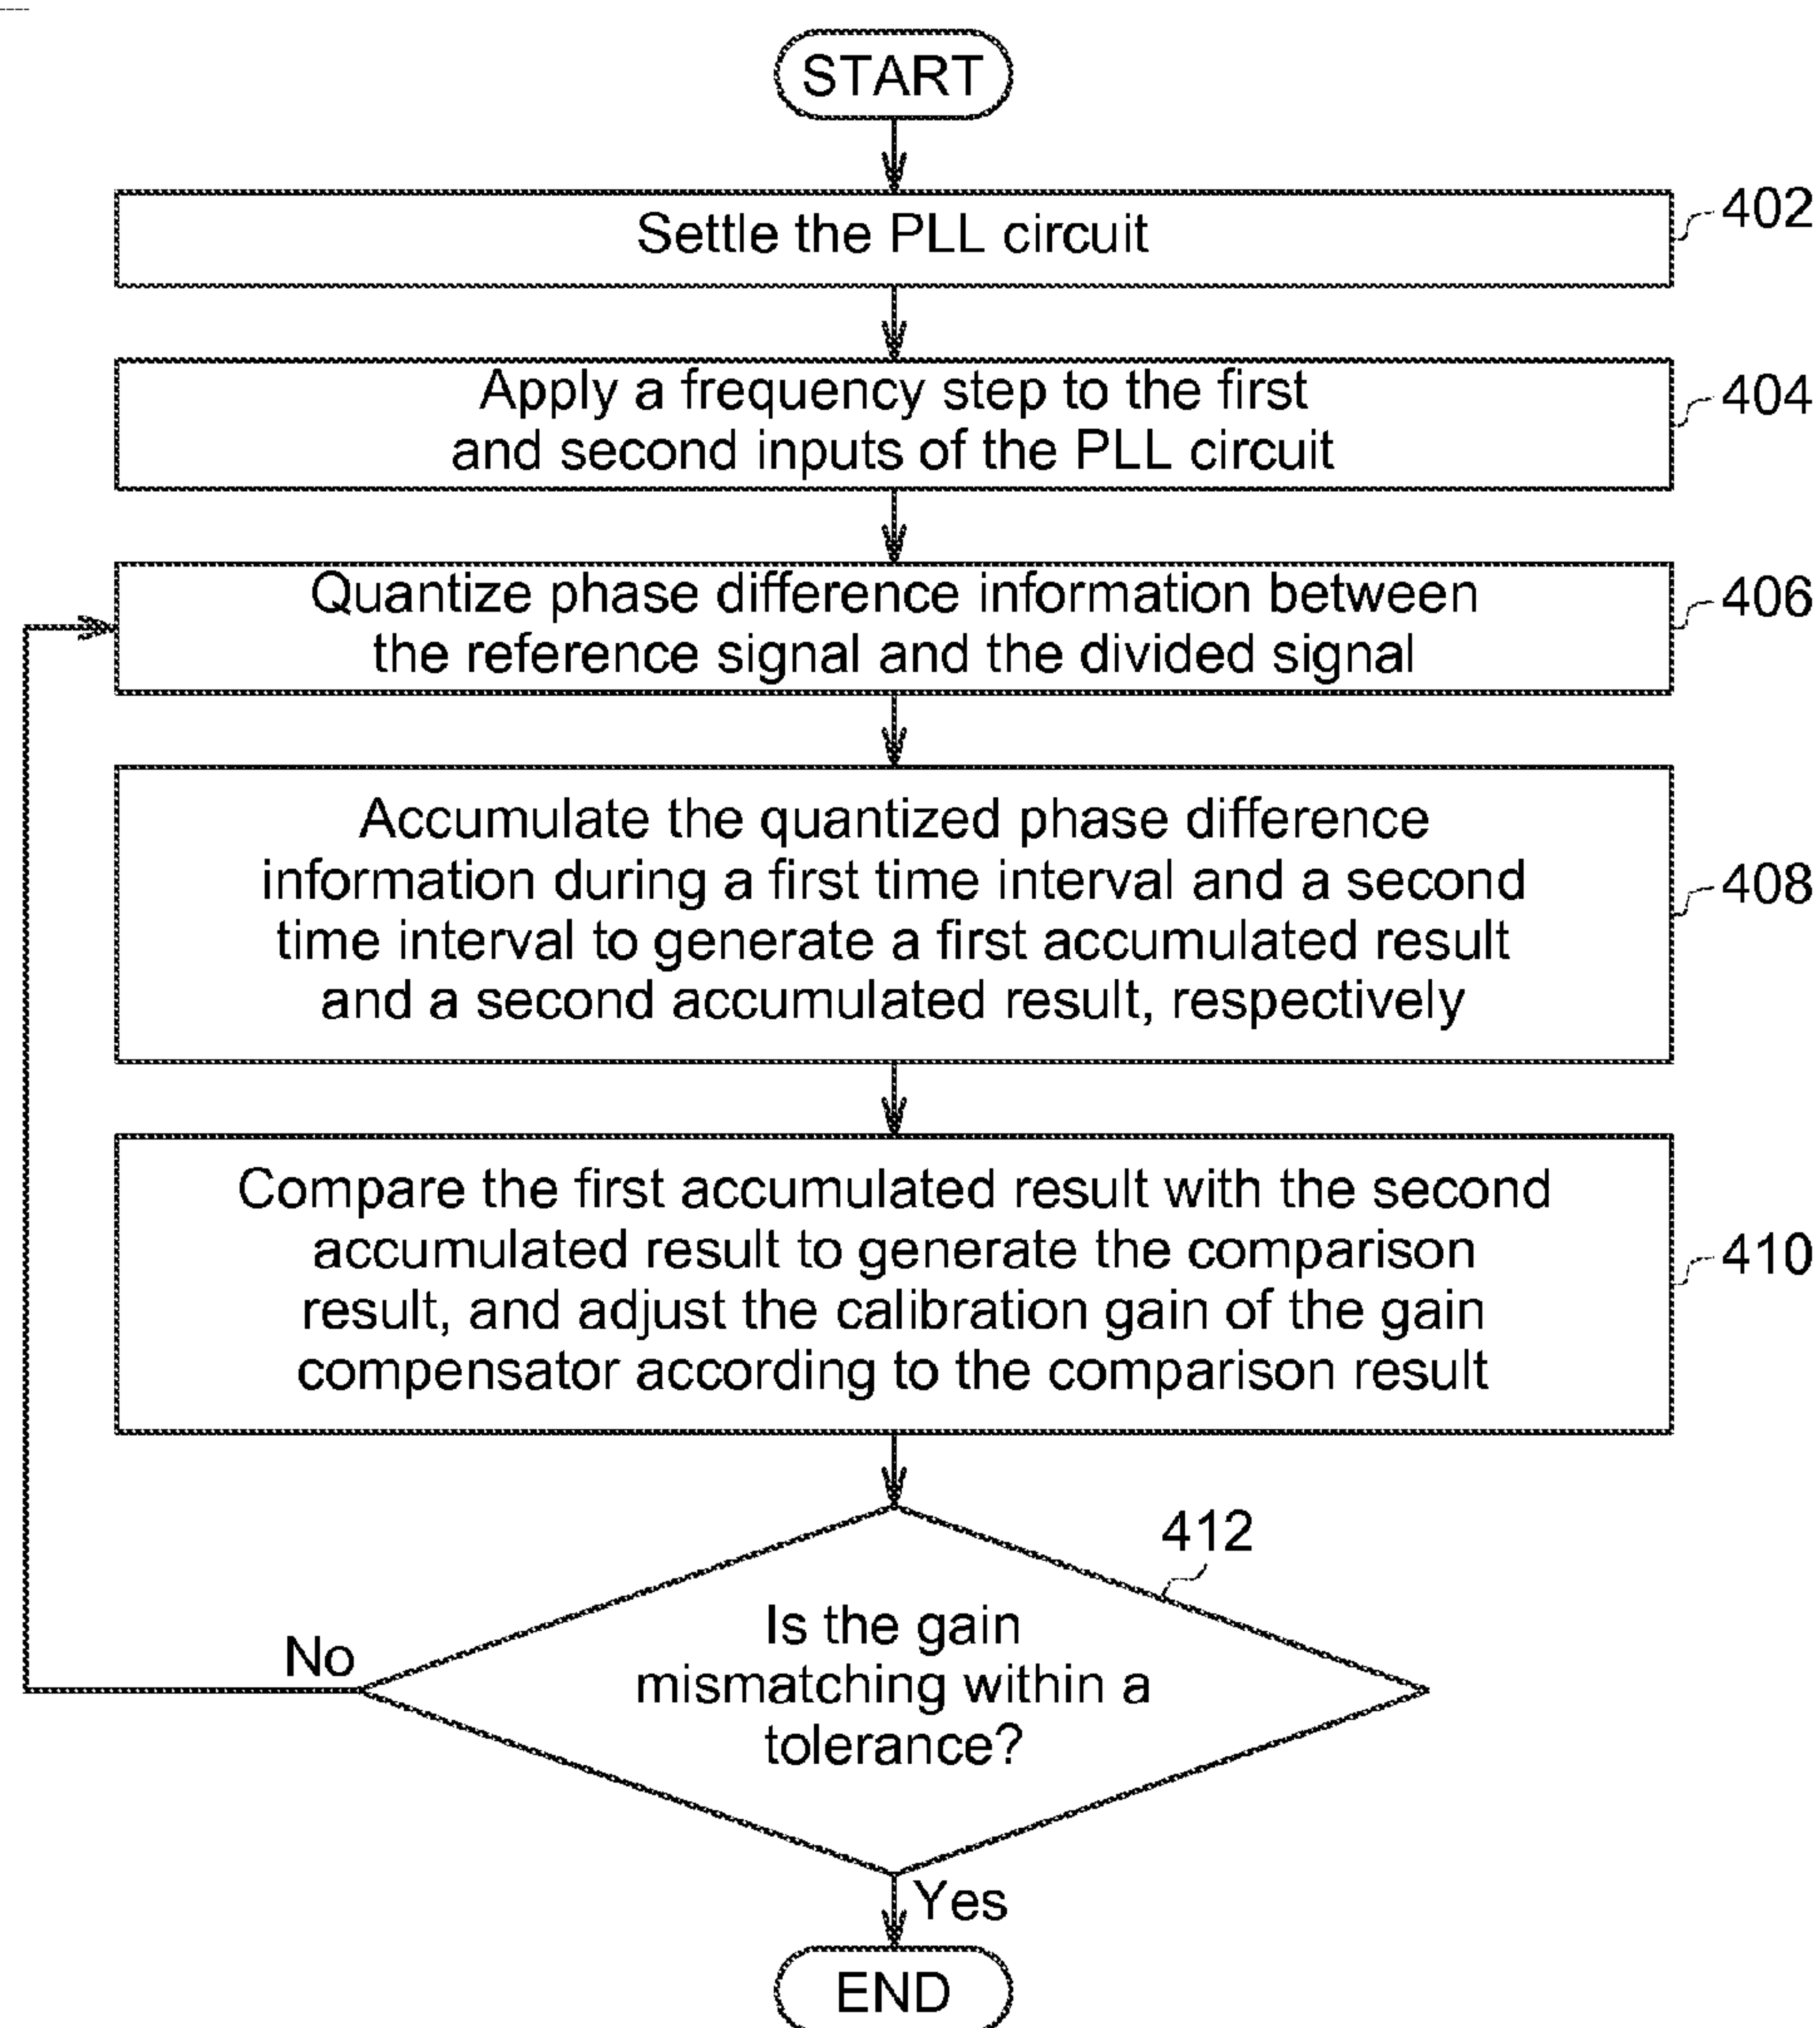 START
Settle the PLL circuit
402
Apply a frequency step to the first
and second inputs of the PLL circuit
404
Quantize phase difference information between
the reference signal and the divided signal
406
Accumulate the quantized phase difference
information during a first time interval and a second
time interval to generate a first accumulated result
and a second accumulated result, respectively
408
Compare the first accumulated result with the second
accumulated result to generate the comparison
result, and adjust the calibration gain of the gain
compensator according to the comparison result
410
412
Is the gain
mismatching within a
tolerance?
No
Yes
END